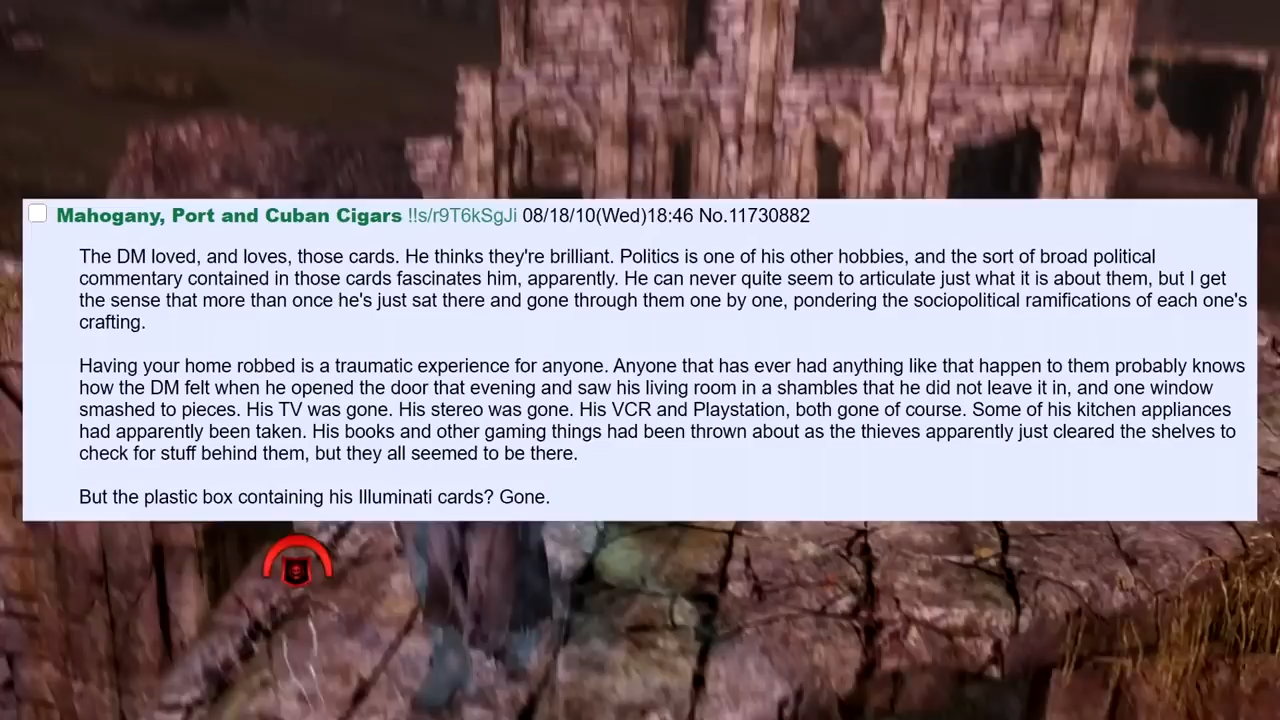 Mahogany, Port and Cuban Cigars !!s/r9T6kSgJi 08/18/10(Wed)18:46 No.11730882
The DM loved, and loves, those cards. He thinks they're brilliant. Politics is one of his other hobbies, and the sort of broad political
commentary contained in those cards fascinates him, apparently. He can never quite seem to articulate just what it is about them, but I get
the sense that more than once he's just sat there and gone through them one by one, pondering the sociopolitical ramifications of each one's
crafting.
Having your home robbed is a traumatic experience for anyone. Anyone that has ever had anything like that happen to them probably knows
how the DM felt when he opened the door that evening and saw his living room in a shambles that he did not leave it in, and one window
smashed to pieces. His TV was gone. His stereo was gone. His VCR and Playstation, both gone of course. Some of his kitchen appliances
had apparently been taken. His books and other gaming things had been thrown about as the thieves apparently just cleared the shelves to
check for stuff behind them, but they all seemed to be there.
But the plastic box containing his Illuminati cards? Gone.